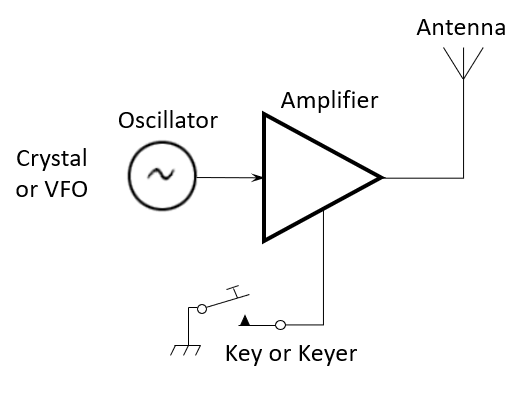 Antenna
Amplifier
Oscillator
Crystal
or VFO
Key or Keyer